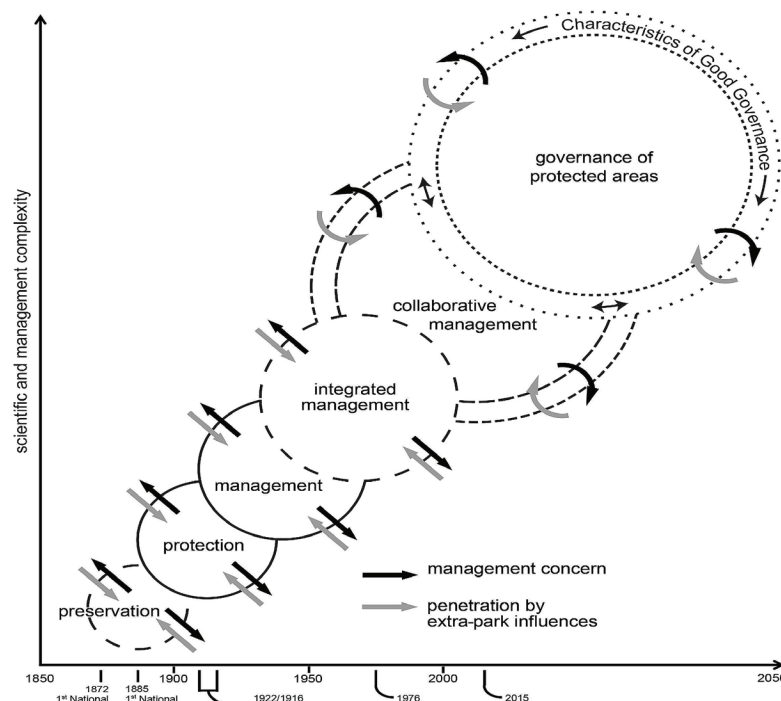 scientific and management complexity
Characteristics of Good Governance
governance of
protected areas
collaborative
management
integrated
management
management
protection
preservation
management concern
penetration by
extra-park influences
1850
1900
1950
2000
2050
1872
1st National
1885
1st National
1922/1916
1976
2015